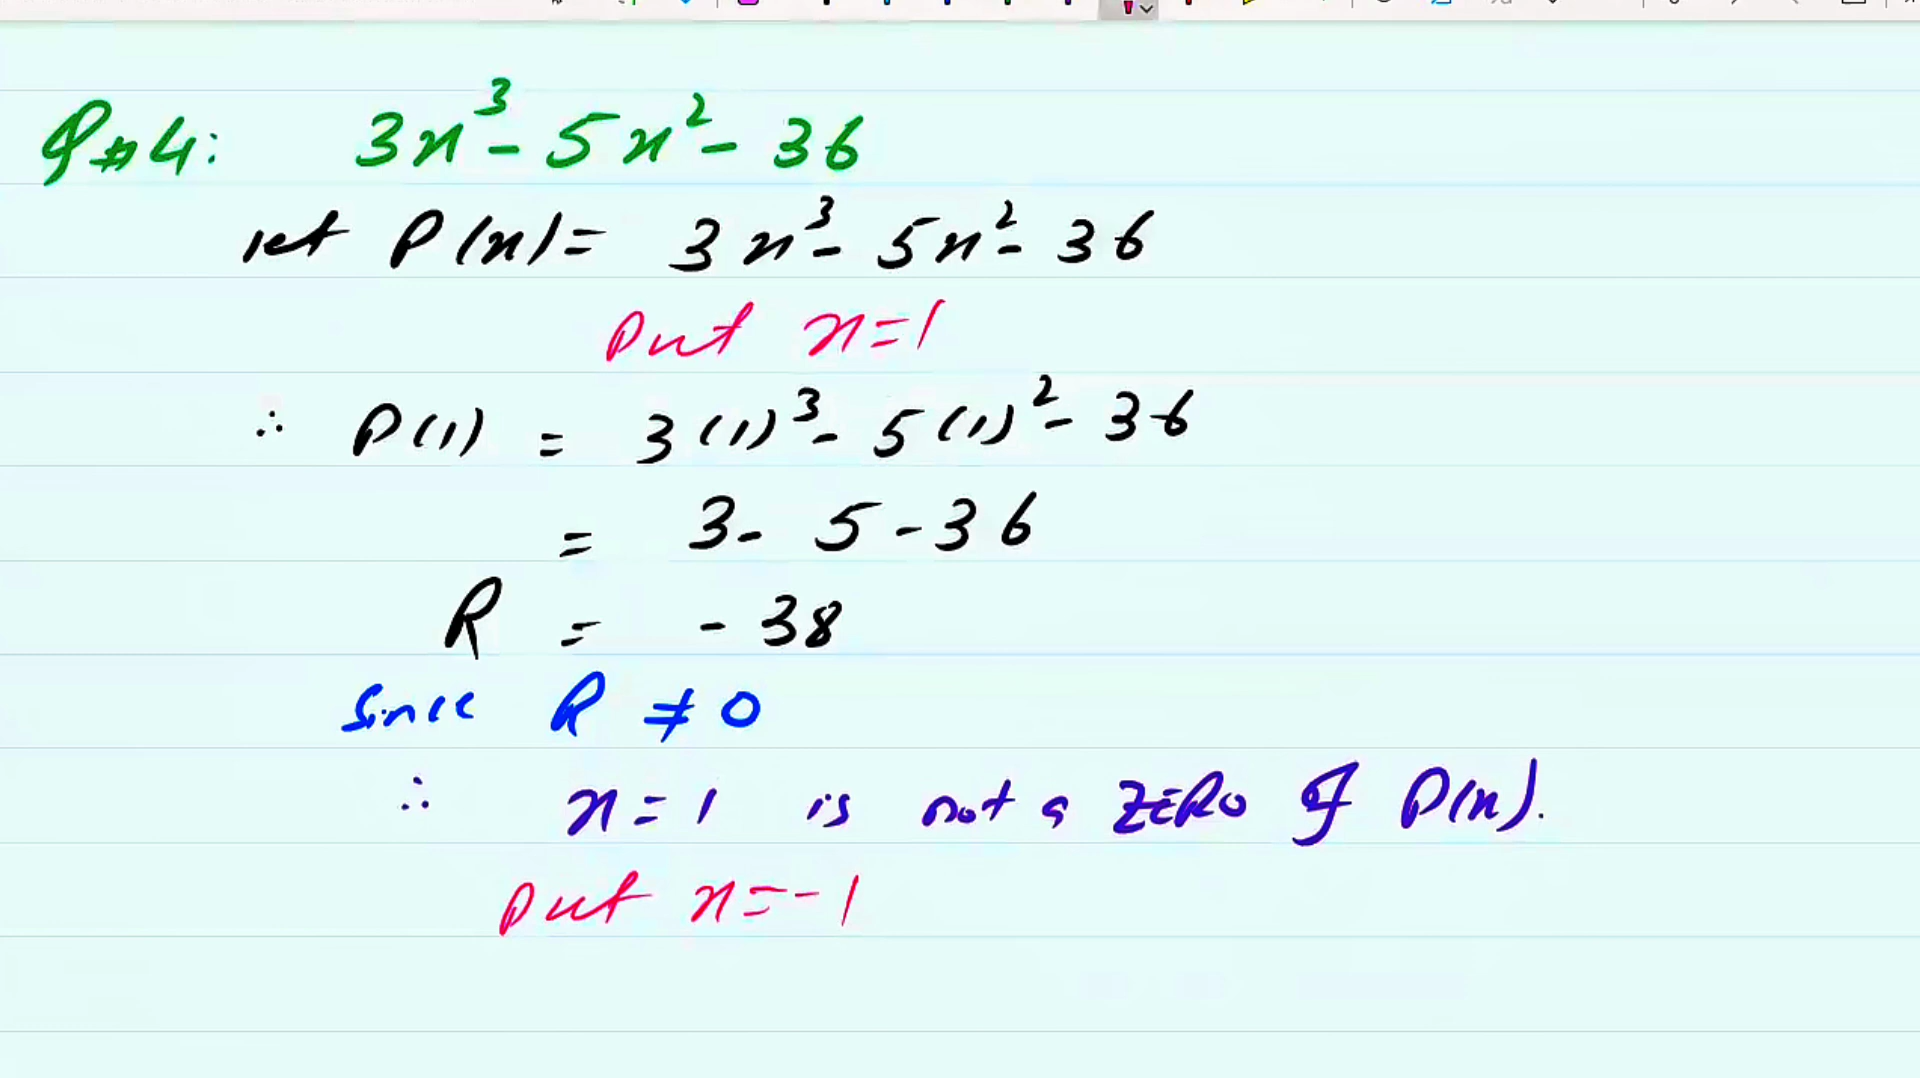 Q#4: 3x³ - 5x² - 36
let P(x) = 3x³ - 5x² - 36
put x=1
∴ P(1) = 3(1)³ - 5(1)² - 36
= 3 - 5 - 36
R = - 38
Since R ≠ 0
∴ x = 1 is not a ZERO of P(x).
put x = -1